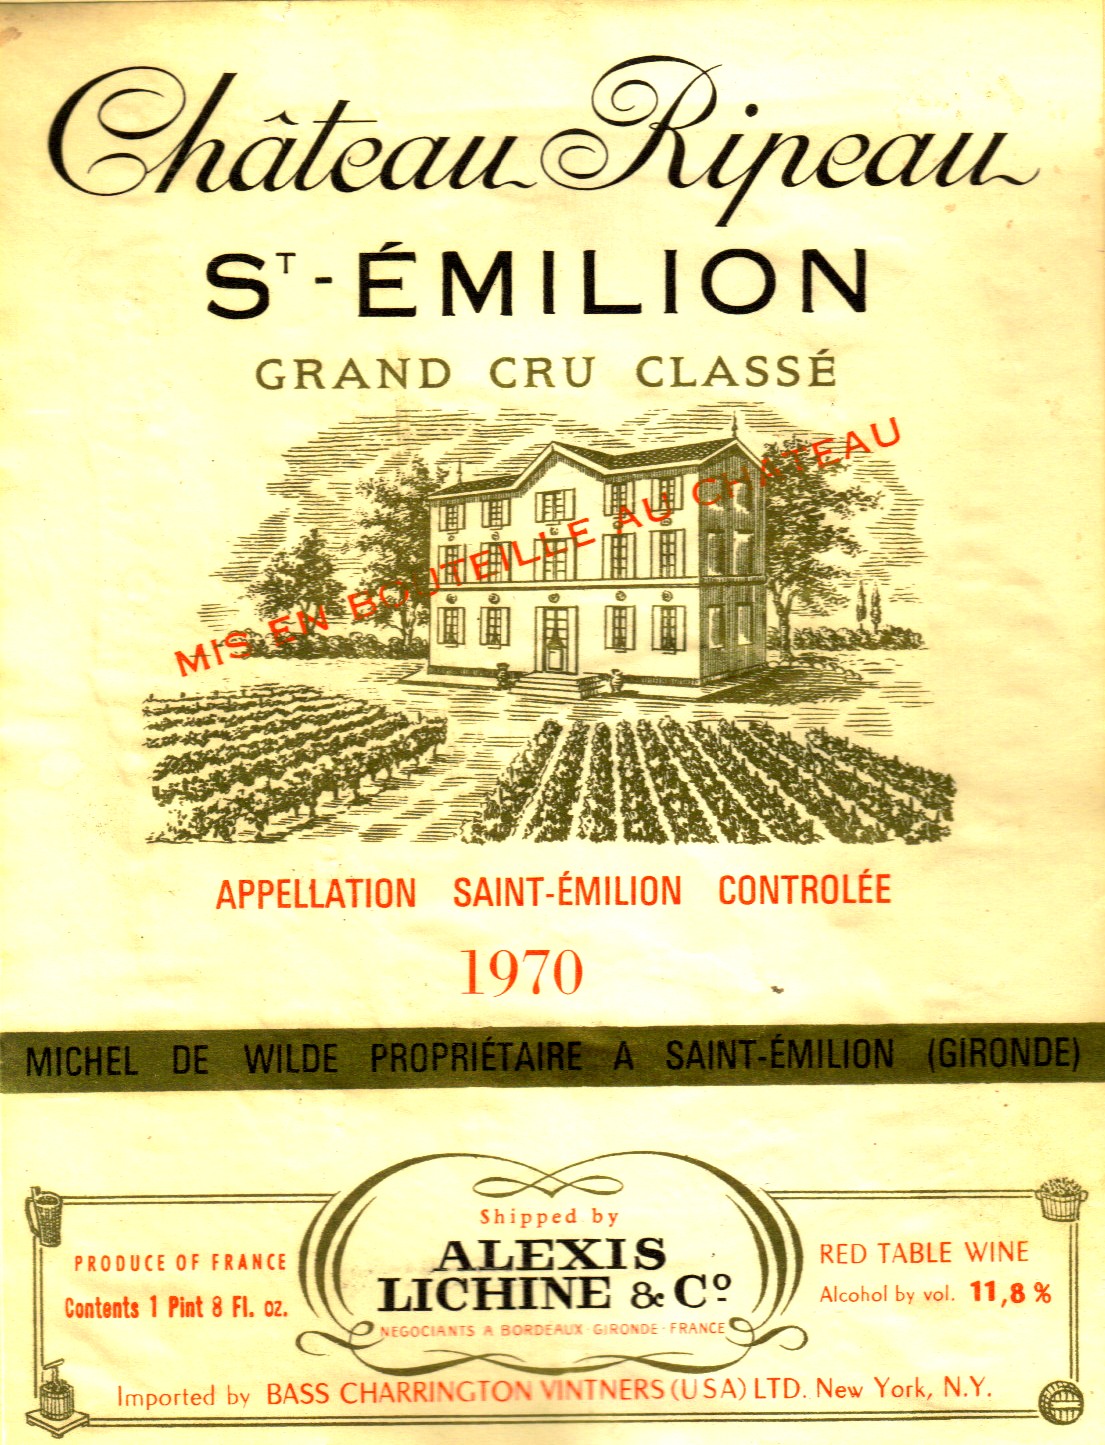 Château Ripeau
Sᵀ-ÉMILION
GRAND CRU CLASSÉ
MIS EN BOUTEILLE AU CHATEAU
APPELLATION SAINT-ÉMILION CONTROLÉE
1970
MICHEL DE WILDE PROPRIÉTAIRE A SAINT-ÉMILION (GIRONDE)
Shipped by
ALEXIS
LICHINE & Cº
NEGOCIANTS A BORDEAUX-GIRONDE-FRANCE
PRODUCE OF FRANCE
Contents 1 Pint 8 Fl. oz.
RED TABLE WINE
Alcohol by vol. 11,8 %
Imported by BASS CHARRINGTON VINTNERS (USA) LTD. New York, N.Y.